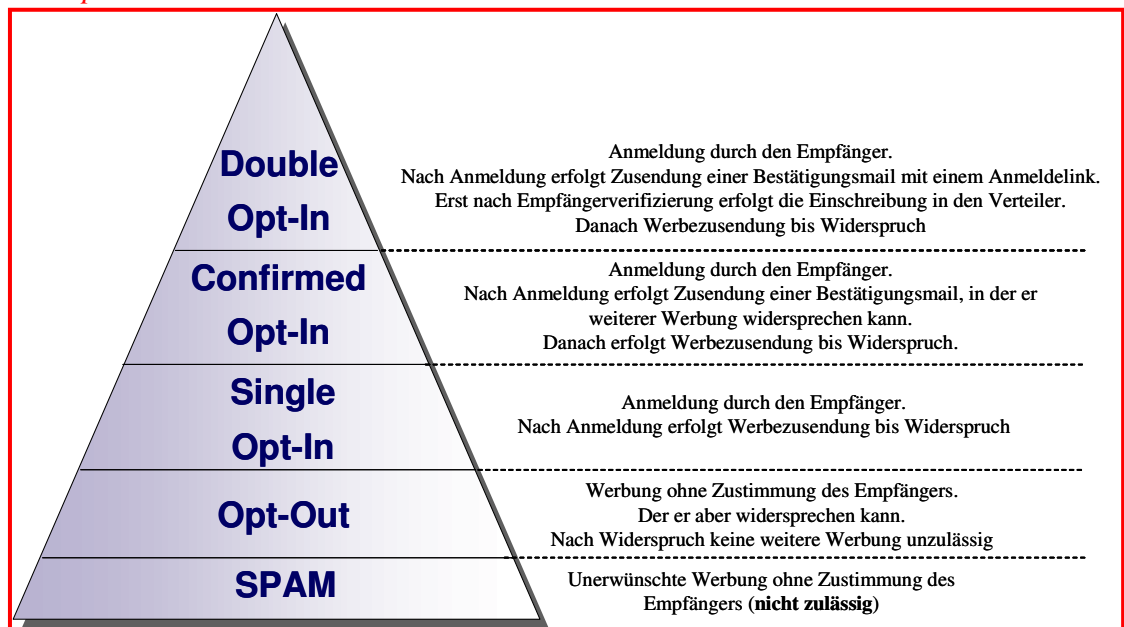 Double
Opt-In
Anmeldung durch den Empfänger.
Nach Anmeldung erfolgt Zusendung einer Bestätigungsmail mit einem Anmeldelink.
Erst nach Empfängerverifizierung erfolgt die Einschreibung in den Verteiler.
Danach Werbezusendung bis Widerspruch
Confirmed
Opt-In
Anmeldung durch den Empfänger.
Nach Anmeldung erfolgt Zusendung einer Bestätigungsmail, in der er
weiterer Werbung widersprechen kann.
Danach erfolgt Werbezusendung bis Widerspruch.
Single
Opt-In
Anmeldung durch den Empfänger.
Nach Anmeldung erfolgt Werbezusendung bis Widerspruch
Opt-Out
Werbung ohne Zustimmung des Empfängers.
Der er aber widersprechen kann.
Nach Widerspruch keine weitere Werbung unzulässig
SPAM
Unerwünschte Werbung ohne Zustimmung des
Empfängers (nicht zulässig)